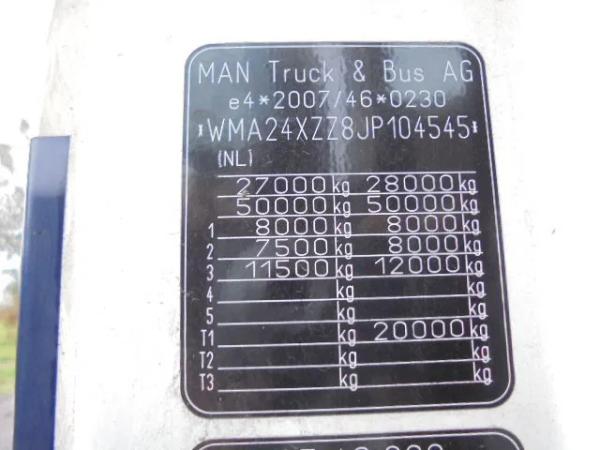 MAN Truck & Bus AG
e4*2007/46*0230
*WMA24XZZ8JP104545*
(NL)
27000 kg 28000 kg
50000 kg 50000 kg
1 8000 kg 8000 kg
2 7500 kg 8000 kg
3 11500 kg 12000 kg
4 kg kg
5 kg kg
T1 kg 20000 kg
T2 kg kg
T3 kg kg